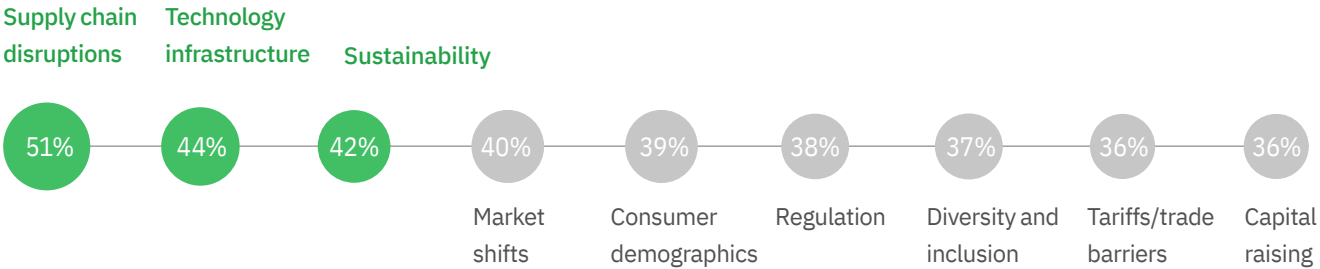 Supply chain
disruptions
Technology
infrastructure
Sustainability
51%
44%
42%
40%
39%
38%
37%
36%
36%
Market
shifts
Consumer
demographics
Regulation
Diversity and
inclusion
Tariffs/trade
barriers
Capital
raising